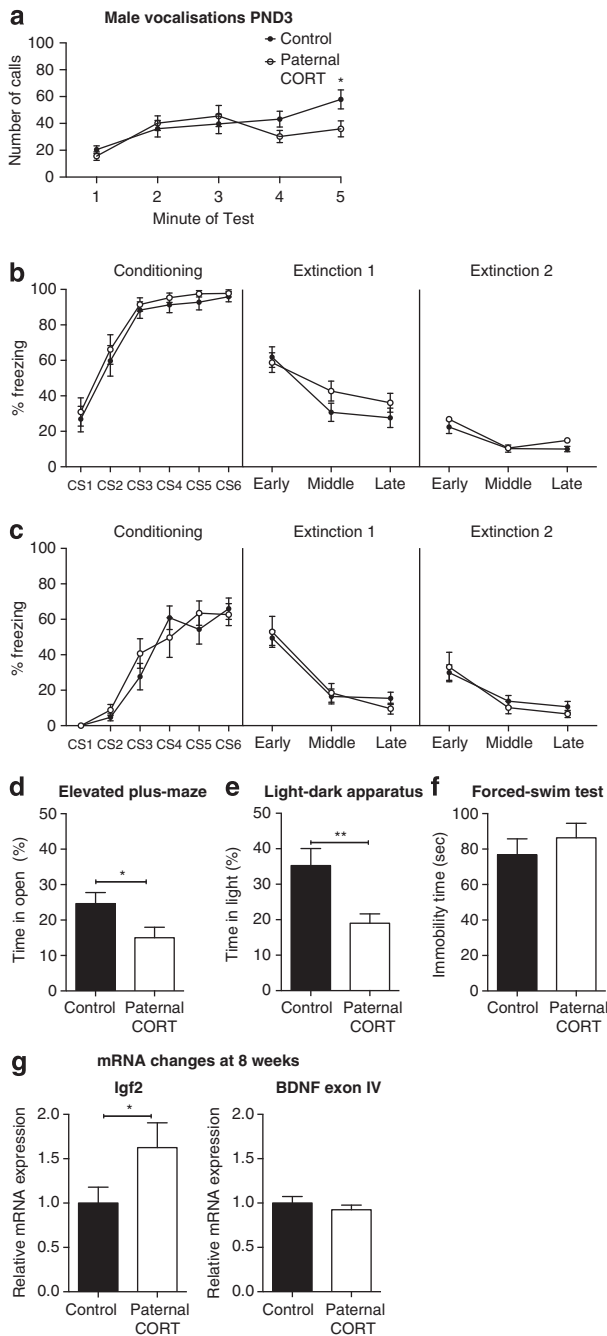 a
Male vocalisations PND3
Control
Paternal
CORT
Number of calls
100
80
60
40
20
0
*
1 2 3 4 5
Minute of Test
b
Conditioning Extinction 1 Extinction 2
% freezing
100
80
60
40
20
0
CS1 CS2 CS3 CS4 CS5 CS6 Early Middle Late Early Middle Late
c
Conditioning Extinction 1 Extinction 2
% freezing
100
80
60
40
20
0
CS1 CS2 CS3 CS4 CS5 CS6 Early Middle Late Early Middle Late
d
Elevated plus-maze
Time in open (%)
50
40
30
20
10
0
*
Control Paternal
CORT
e
Light-dark apparatus
Time in light (%)
50
40
30
20
10
0
**
Control Paternal
CORT
f
Forced-swim test
Immobility time (sec)
100
80
60
40
20
0
Control Paternal
CORT
g
mRNA changes at 8 weeks
Igf2
Relative mRNA expression
2.0
1.5
1.0
0.5
0.0
*
Control Paternal
CORT
BDNF exon IV
Relative mRNA expression
2.0
1.5
1.0
0.5
0.0
Control Paternal
CORT